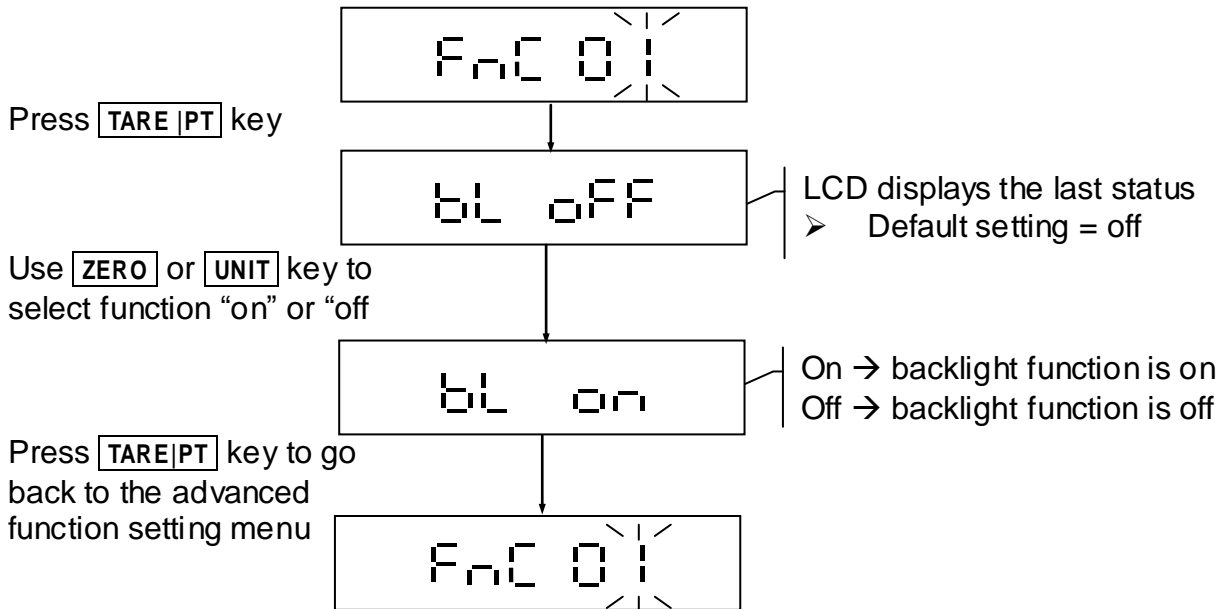 FnC 01
Press TARE |PT key
bL oFF
LCD displays the last status
➢ Default setting = off
Use ZERO or UNIT key to
select function “on” or “off
bL on
On → backlight function is on
Off → backlight function is off
Press TARE|PT key to go
back to the advanced
function setting menu
FnC 01